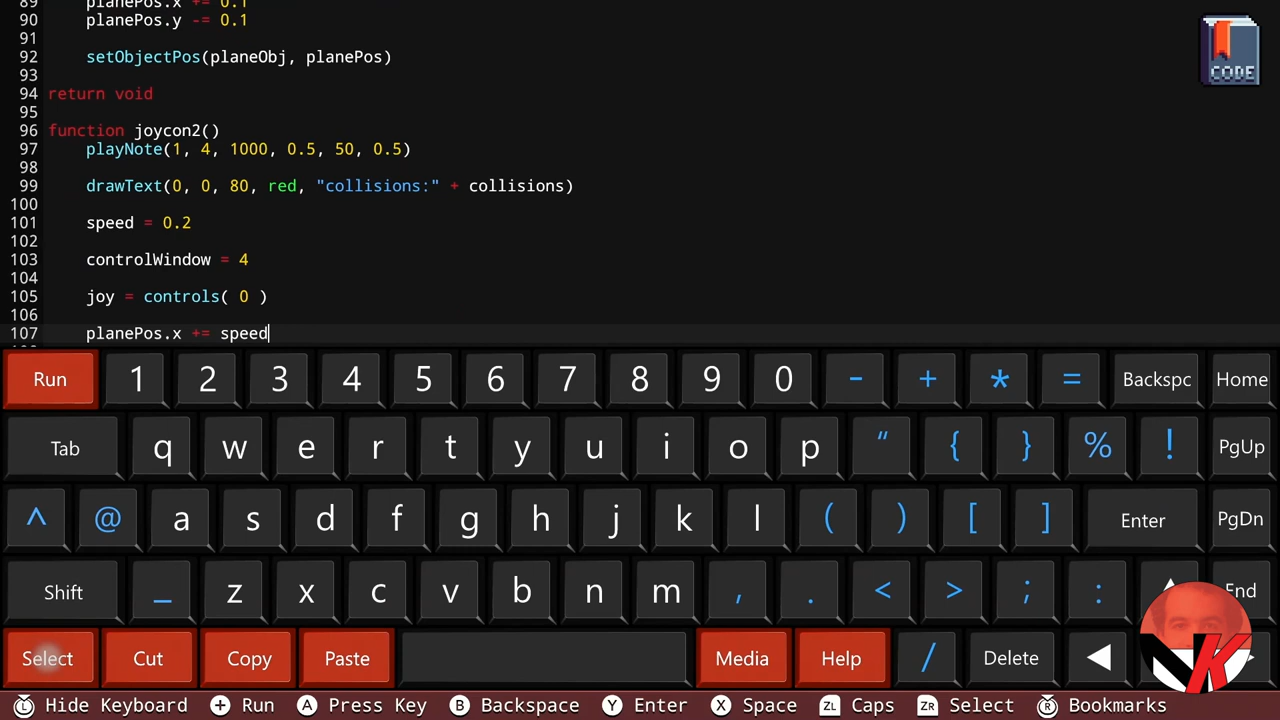 89 planePos.x += 0.1
90 planePos.y -= 0.1
91
92 setObjectPos(planeObj, planePos)
93
94 return void
95
96 function joycon2()
97 playNote(1, 4, 1000, 0.5, 50, 0.5)
98
99 drawText(0, 0, 80, red, "collisions:" + collisions)
100
101 speed = 0.2
102
103 controlWindow = 4
104
105 joy = controls( 0 )
106
107 planePos.x += speed
CODE
Run 1 2 3 4 5 6 7 8 9 0 - + * = Backspc Home
Tab q w e r t y u i o p “ { } % ! PgUp
^ @ a s d f g h j k l ( ) [ ] Enter PgDn
Shift _ z x c v b n m , . < > ; : End
Select Cut Copy Paste Media Help / Delete ◀
NK
L Hide Keyboard + Run A Press Key B Backspace Y Enter X Space ZL Caps ZR Select R Bookmarks